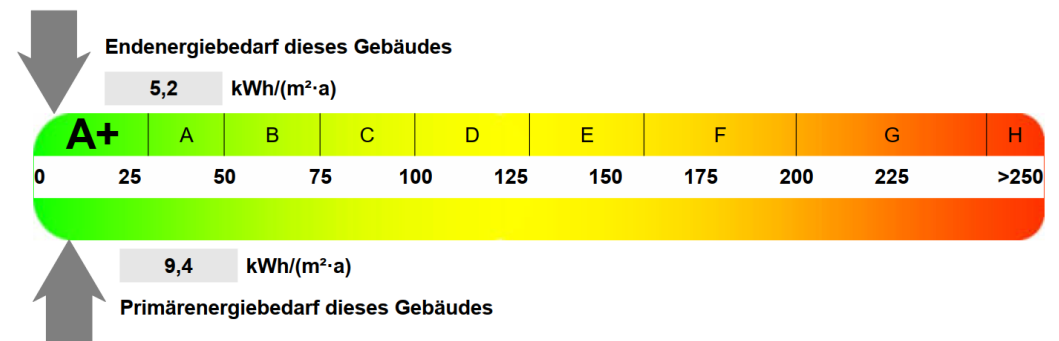 Endenergiebedarf dieses Gebäudes
5,2 kWh/(m²·a)
A+ A B C D E F G H
0 25 50 75 100 125 150 175 200 225 >250
9,4 kWh/(m²·a)
Primärenergiebedarf dieses Gebäudes